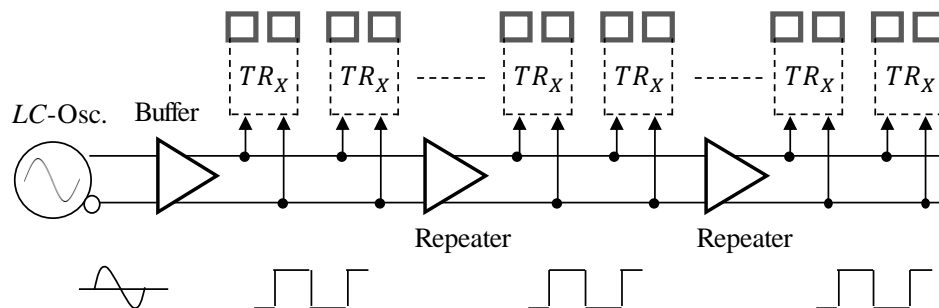 TR_X TR_X TR_X TR_X TR_X TR_X
LC-Osc. Buffer
Repeater Repeater